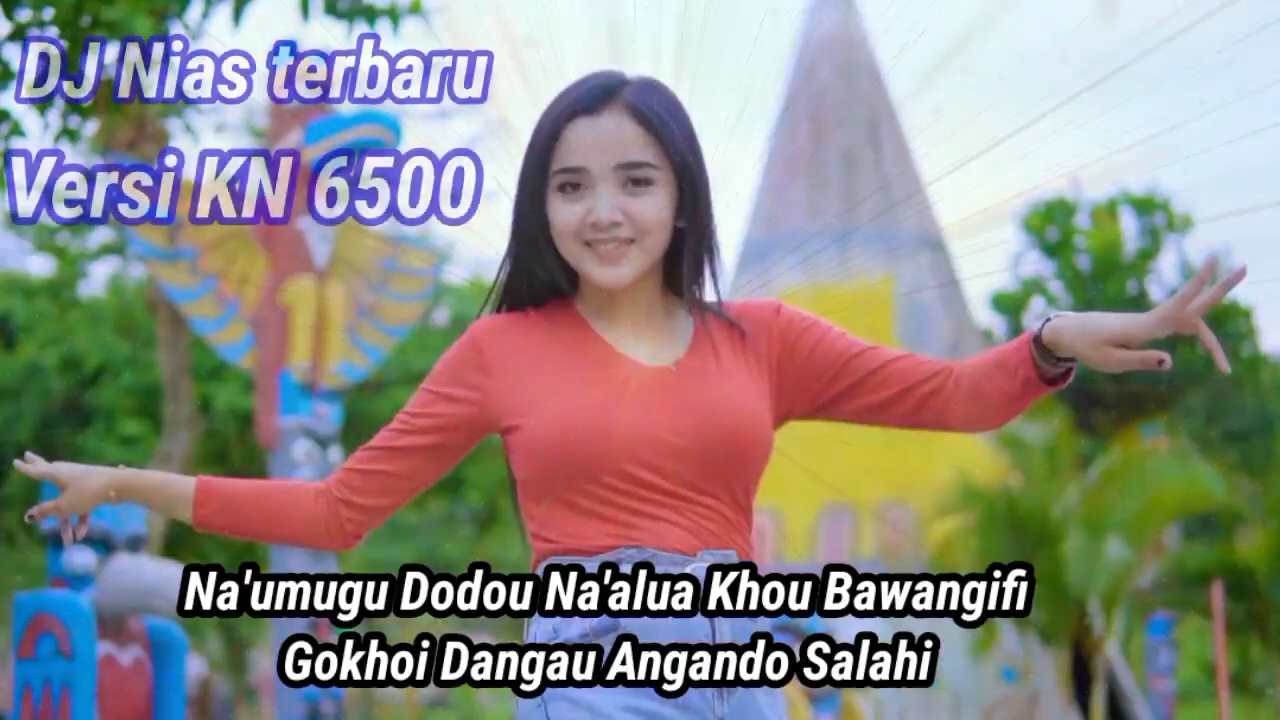 DJ Nias terbaru
Versi KN 6500
Na'umugu Dodou Na'alua Khou Bawangifi
Gokhoi Dangau Angando Salahi